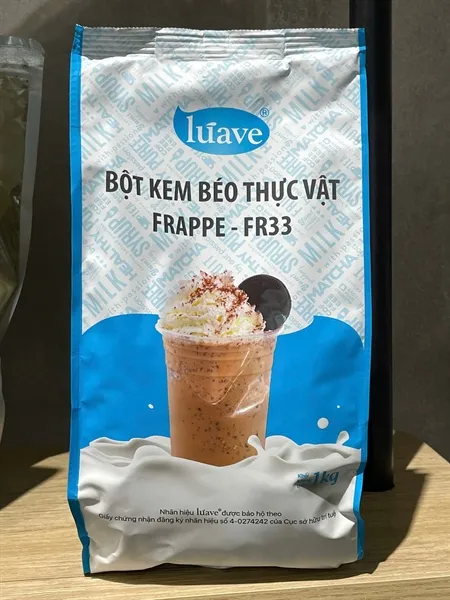 lúave®
BỘT KEM BÉO THỰC VẬT
FRAPPE - FR33
1kg
Nhãn hiệu lúave® được bảo hộ theo
Giấy chứng nhận đăng ký nhãn hiệu số 4-0274242 của Cục sở hữu trí tuệ